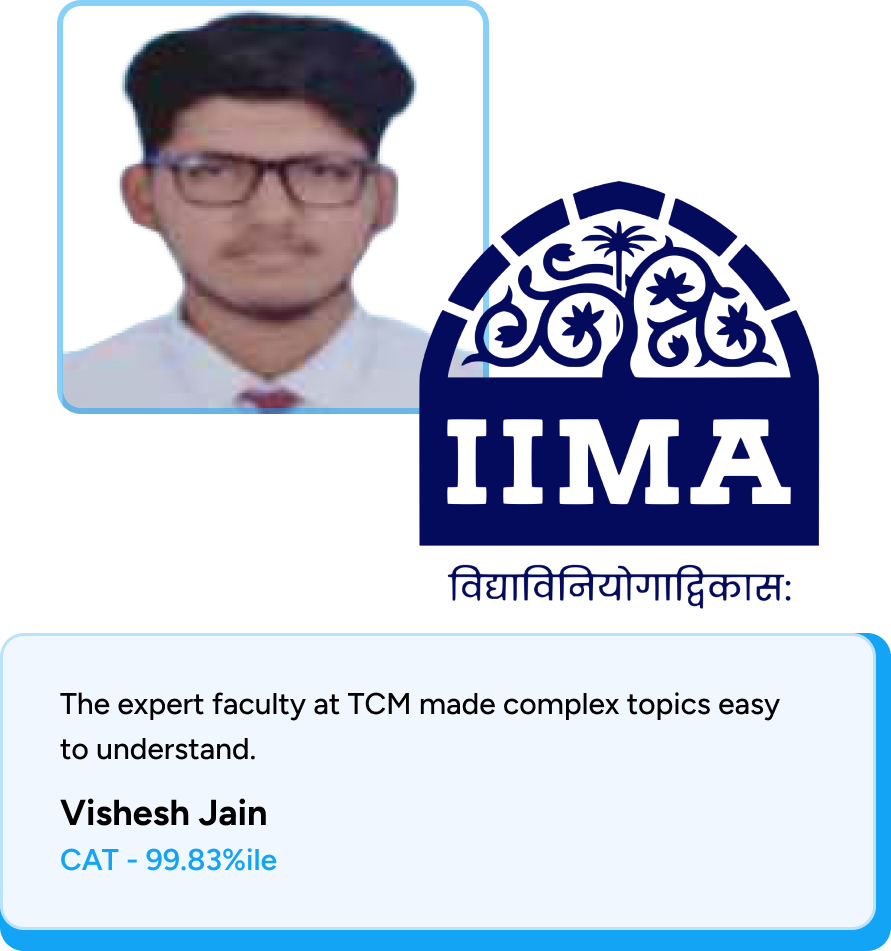 IIMA
विद्याविनियोगाद्विकास:
The expert faculty at TCM made complex topics easy
to understand.
Vishesh Jain
CAT - 99.83%ile